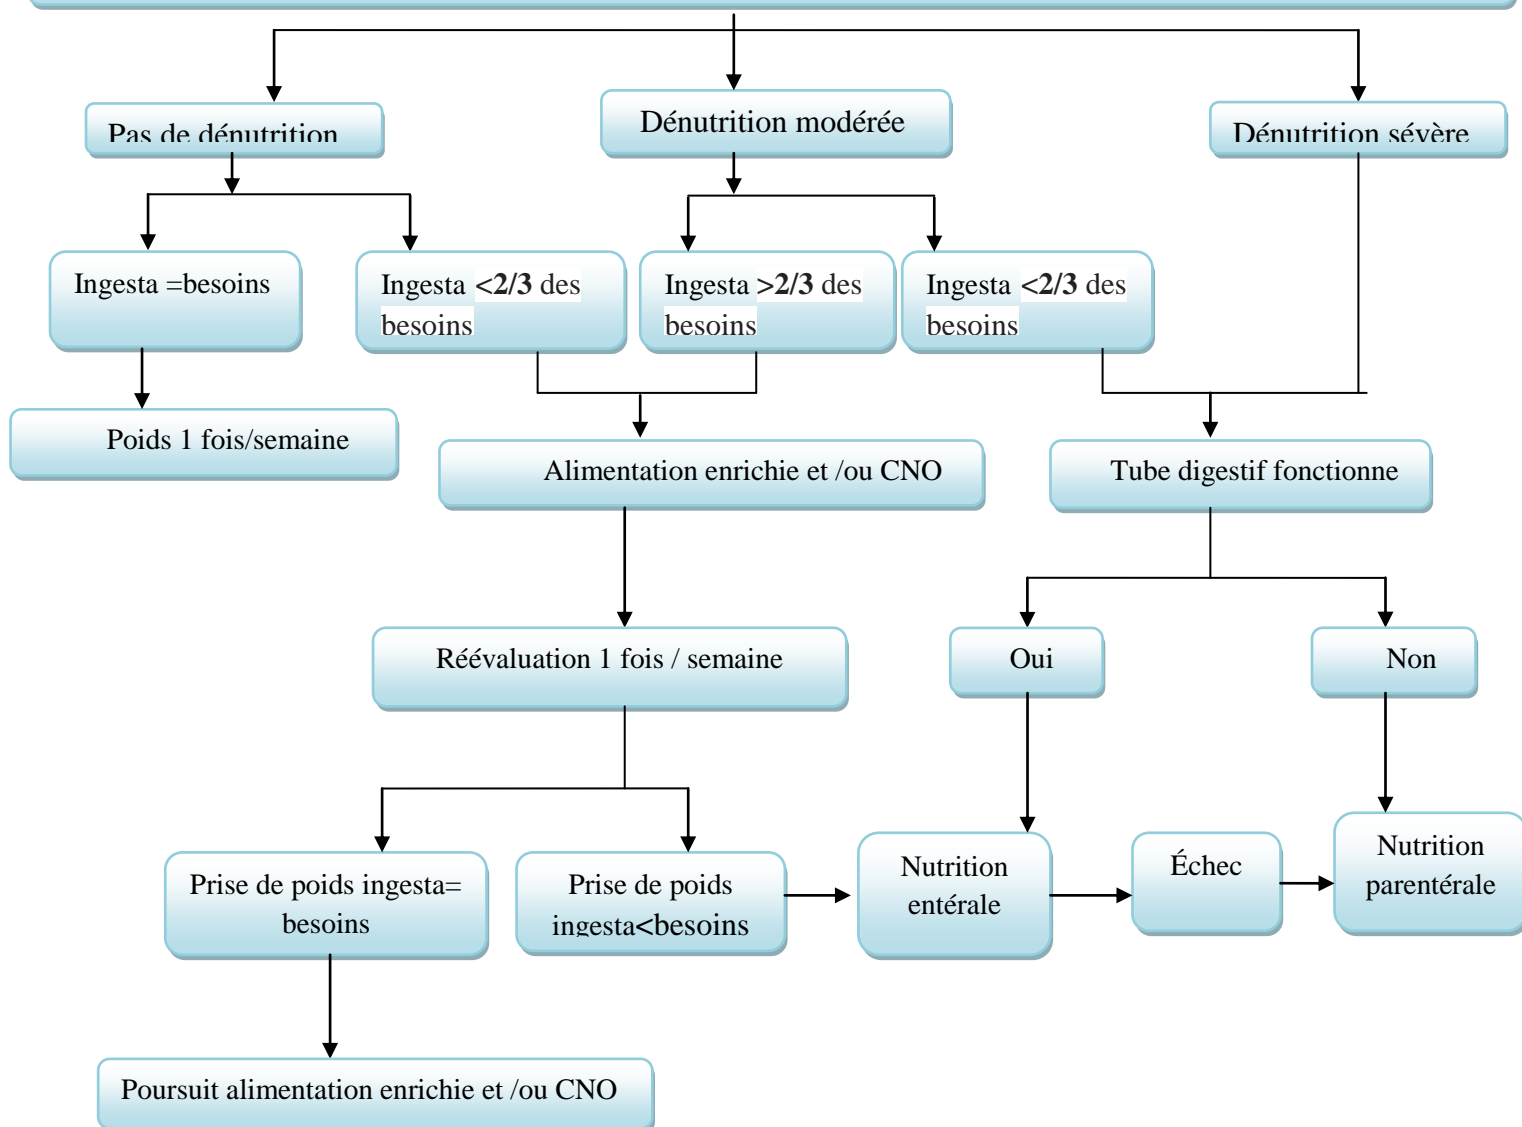 Pas de dénutrition
Dénutrition modérée
Dénutrition sévère
Ingesta =besoins
Ingesta <2/3 des
besoins
Ingesta >2/3 des
besoins
Ingesta <2/3 des
besoins
Poids 1 fois/semaine
Alimentation enrichie et /ou CNO
Tube digestif fonctionne
Réévaluation 1 fois / semaine
Oui
Non
Prise de poids ingesta=
besoins
Prise de poids
ingesta<besoins
Nutrition
entérale
Échec
Nutrition
parentérale
Poursuit alimentation enrichie et /ou CNO